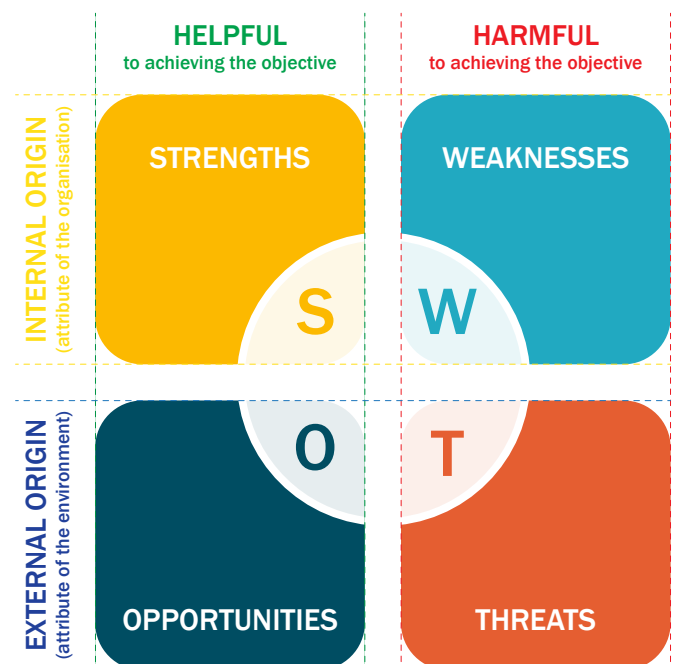 HELPFUL
to achieving the objective
HARMFUL
to achieving the objective
INTERNAL ORIGIN
(attribute of the organisation)
STRENGTHS
WEAKNESSES
S
W
EXTERNAL ORIGIN
(attribute of the environment)
O
T
OPPORTUNITIES
THREATS